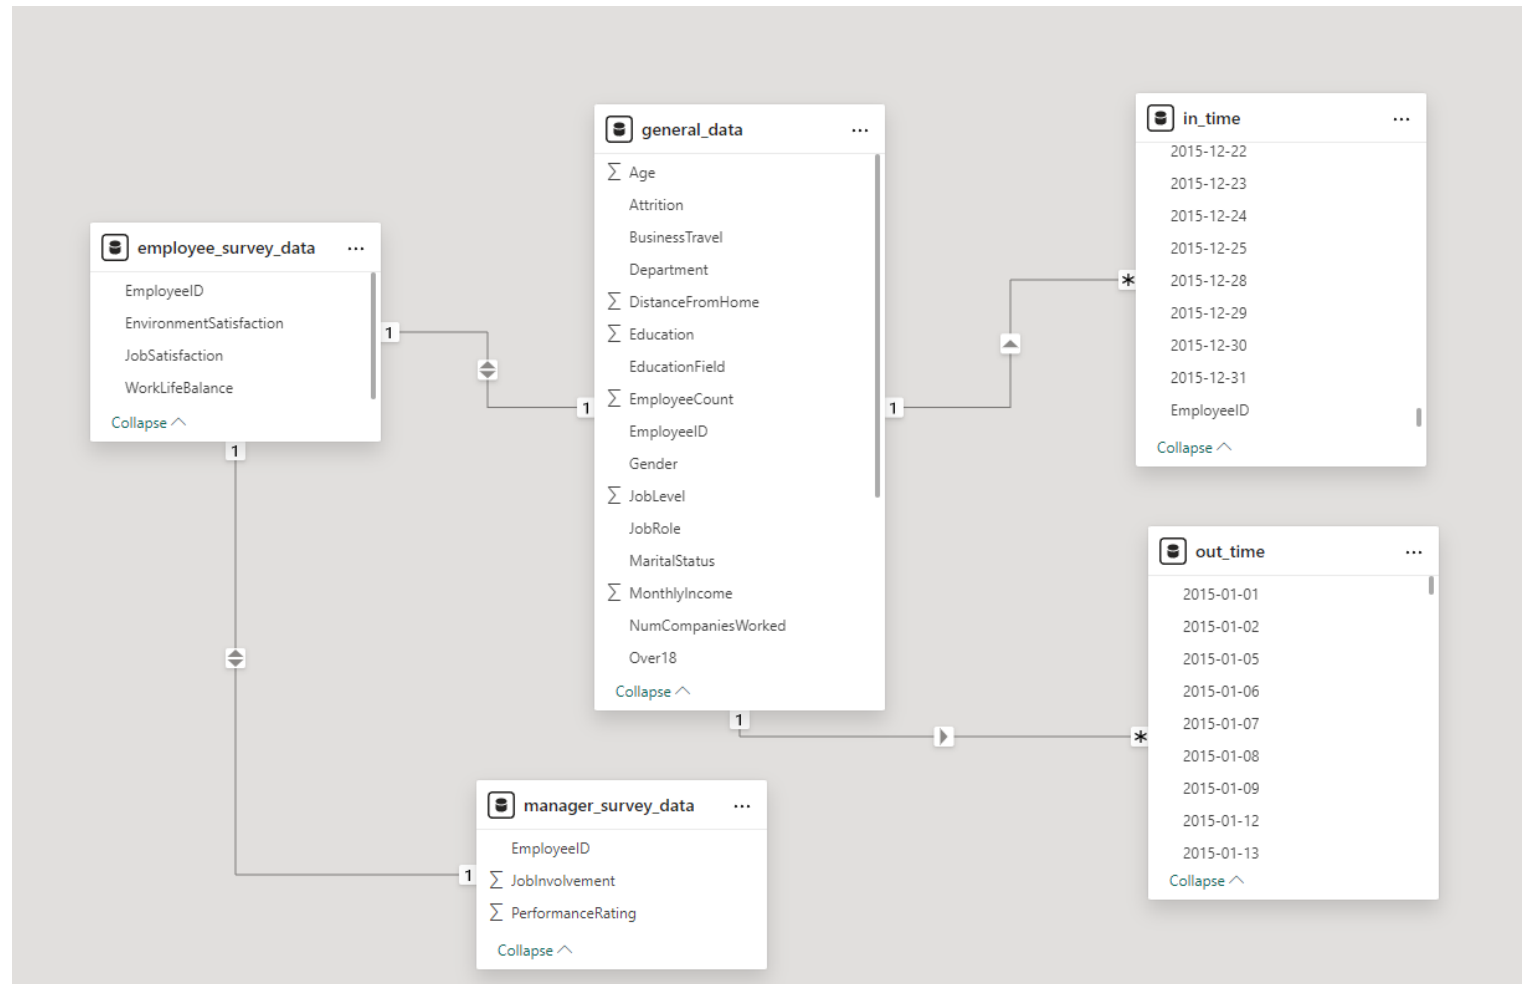 employee_survey_data
EmployeeID
EnvironmentSatisfaction
JobSatisfaction
WorkLifeBalance
Collapse
1
1
general_data
Σ Age
Attrition
BusinessTravel
Department
Σ DistanceFromHome
Σ Education
EducationField
Σ EmployeeCount
EmployeeID
Gender
Σ JobLevel
JobRole
MaritalStatus
Σ MonthlyIncome
NumCompaniesWorked
Over18
Collapse
1
1
1
in_time
2015-12-22
2015-12-23
2015-12-24
2015-12-25
2015-12-28
2015-12-29
2015-12-30
2015-12-31
EmployeeID
Collapse
*
out_time
2015-01-01
2015-01-02
2015-01-05
2015-01-06
2015-01-07
2015-01-08
2015-01-09
2015-01-12
2015-01-13
Collapse
*
manager_survey_data
EmployeeID
Σ JobInvolvement
Σ PerformanceRating
Collapse
1